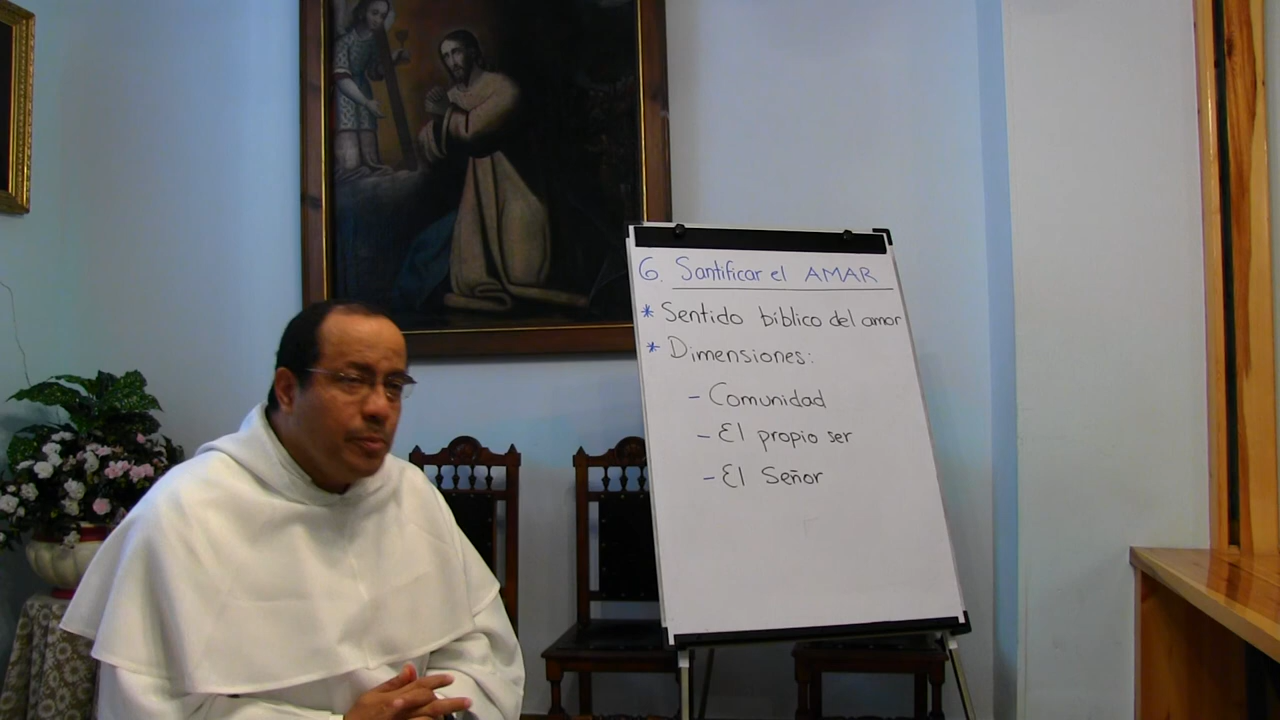 6. Santificar el AMAR
* Sentido bíblico del amor
* Dimensiones:
- Comunidad
- El propio ser
- El Señor